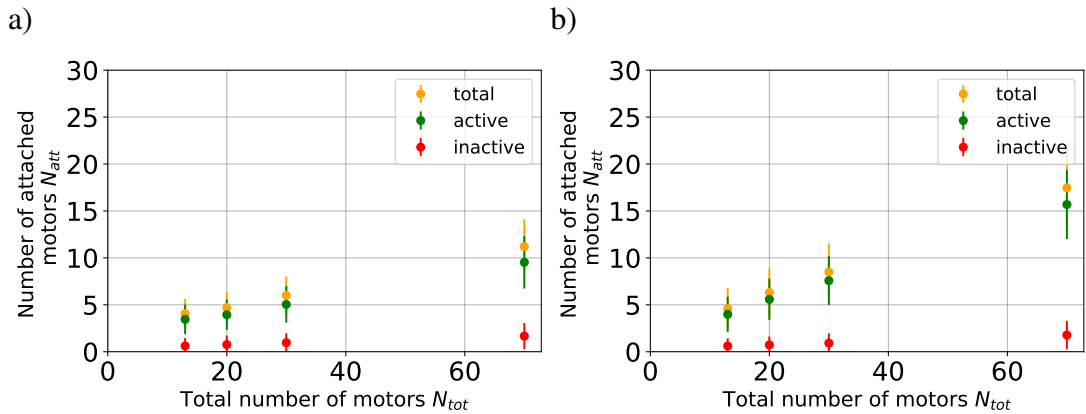 a)
30
25
20
15
10
5
0
Number of attached
motors N_att
total
active
inactive
0 20 40 60
Total number of motors N_tot
b)
30
25
20
15
10
5
0
Number of attached
motors N_att
total
active
inactive
0 20 40 60
Total number of motors N_tot